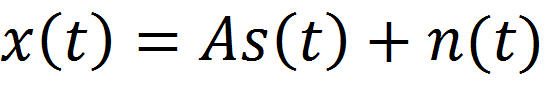 x(t) = As(t) + n(t)